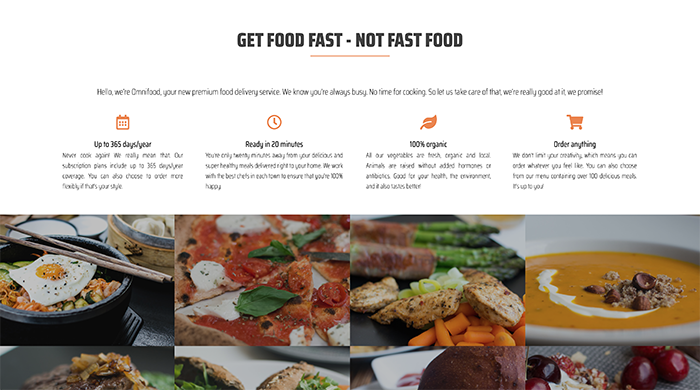 GET FOOD FAST - NOT FAST FOOD
Hello, we're Omnifood, your new premium food delivery service. We know you're always busy. No time for cooking. So let us take care of that, we're really good at it, we promise!
Up to 365 days/year
Never cook again! We really mean that. Our
subscription plans include up to 365 days/year
coverage. You can also choose to order more
flexibly if that's your style.
Ready in 20 minutes
You're only twenty minutes away from your delicious and
super healthy meals delivered right to your home. We work
with the best chefs in each town to ensure that you're 100%
happy.
100% organic
All our vegetables are fresh, organic and local.
Animals are raised without added hormones or
antibiotics. Good for your health, the environment,
and it also tastes better!
Order anything
We don't limit your creativity, which means you can
order whatever you feel like. You can also choose
from our menu containing over 100 delicious meals.
It's up to you!